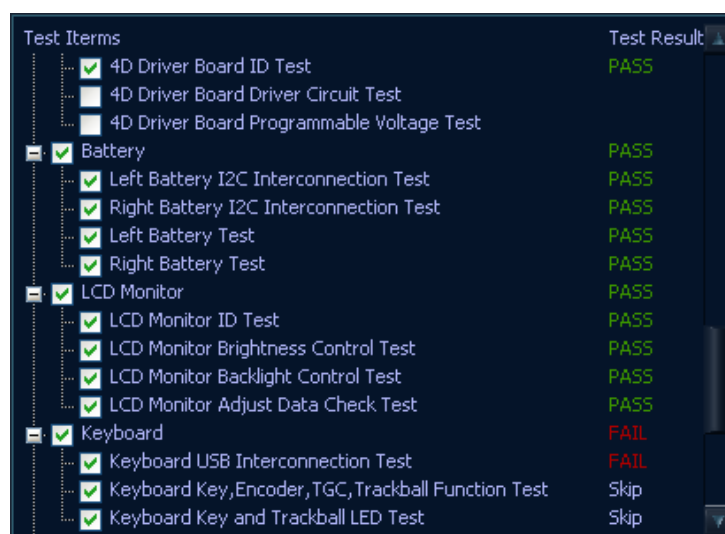 Test Iterms Test Result
4D Driver Board ID Test PASS
4D Driver Board Driver Circuit Test
4D Driver Board Programmable Voltage Test
Battery PASS
Left Battery I2C Interconnection Test PASS
Right Battery I2C Interconnection Test PASS
Left Battery Test PASS
Right Battery Test PASS
LCD Monitor PASS
LCD Monitor ID Test PASS
LCD Monitor Brightness Control Test PASS
LCD Monitor Backlight Control Test PASS
LCD Monitor Adjust Data Check Test PASS
Keyboard FAIL
Keyboard USB Interconnection Test FAIL
Keyboard Key,Encoder,TGC,Trackball Function Test Skip
Keyboard Key and Trackball LED Test Skip